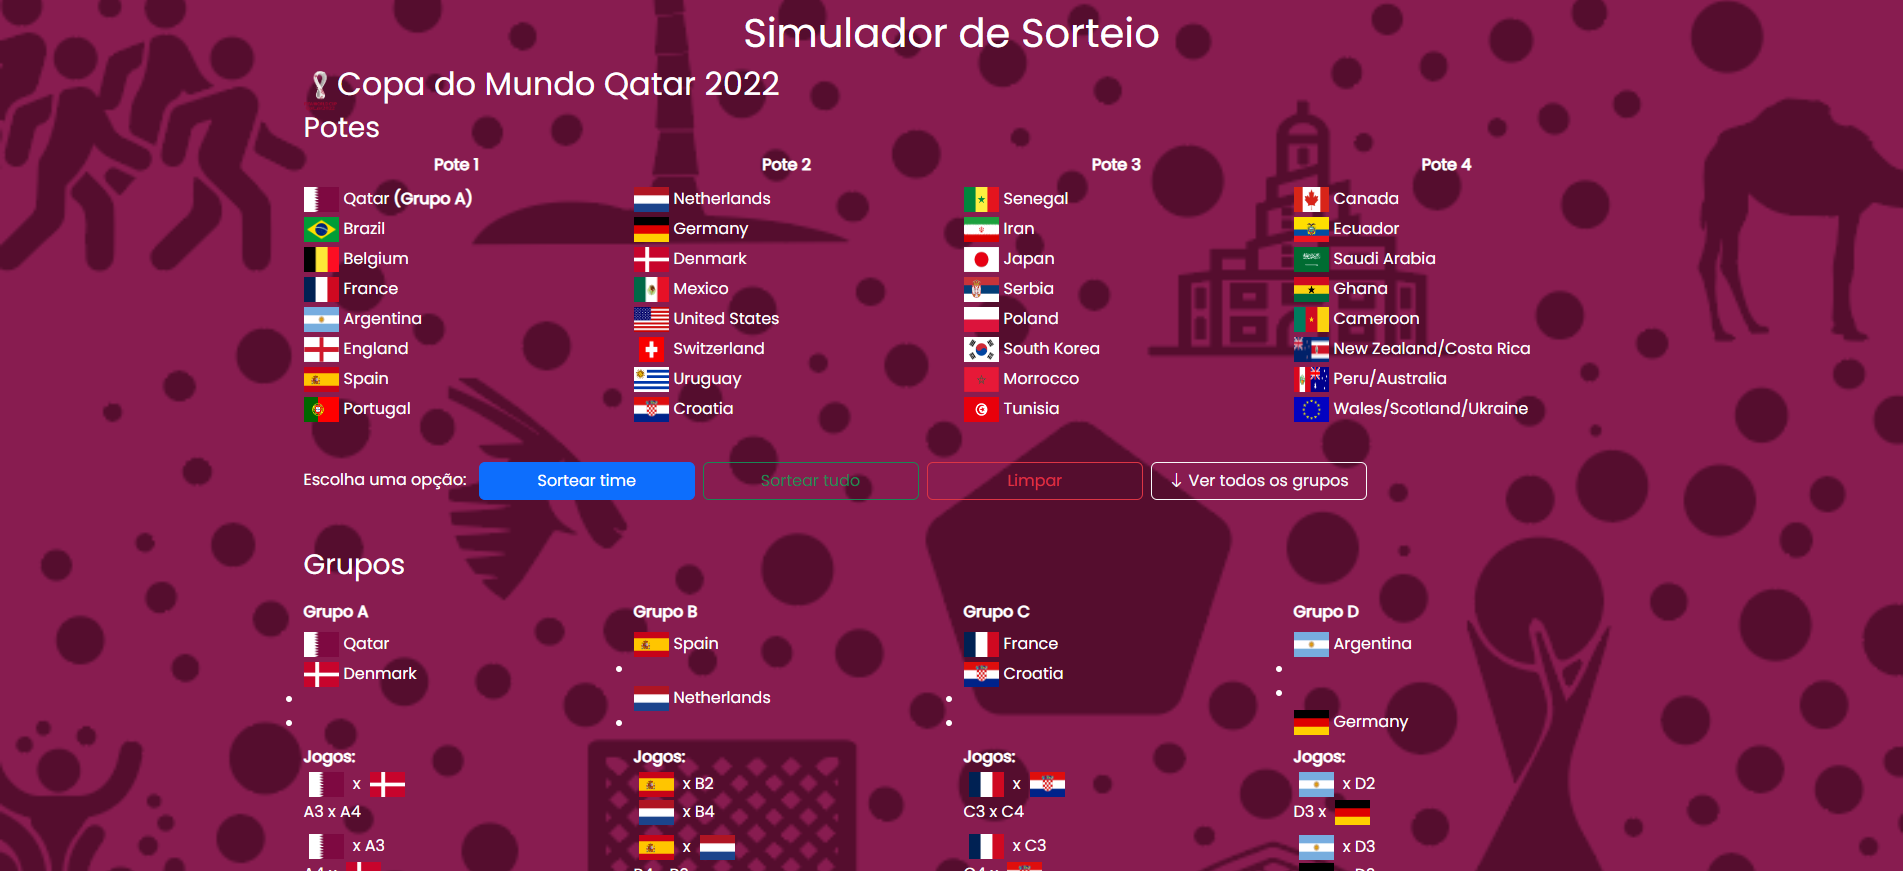 Simulador de Sorteio
Copa do Mundo Qatar 2022
Potes
Pote 1 Pote 2 Pote 3 Pote 4
Qatar (Grupo A) Netherlands Senegal Canada
Brazil Germany Iran Ecuador
Belgium Denmark Japan Saudi Arabia
France Mexico Serbia Ghana
Argentina United States Poland Cameroon
England Switzerland South Korea New Zealand/Costa Rica
Spain Uruguay Morrocco Peru/Australia
Portugal Croatia Tunisia Wales/Scotland/Ukraine
Escolha uma opção: Sortear time Sortear tudo Limpar ↓ Ver todos os grupos
Grupos
Grupo A Grupo B Grupo C Grupo D
Qatar Spain France Argentina
Denmark Croatia
Netherlands
Germany
Jogos: Jogos: Jogos: Jogos:
x x B2 x x D2
A3 x A4 x B4 C3 x C4 D3 x
x A3 x x C3 x D3